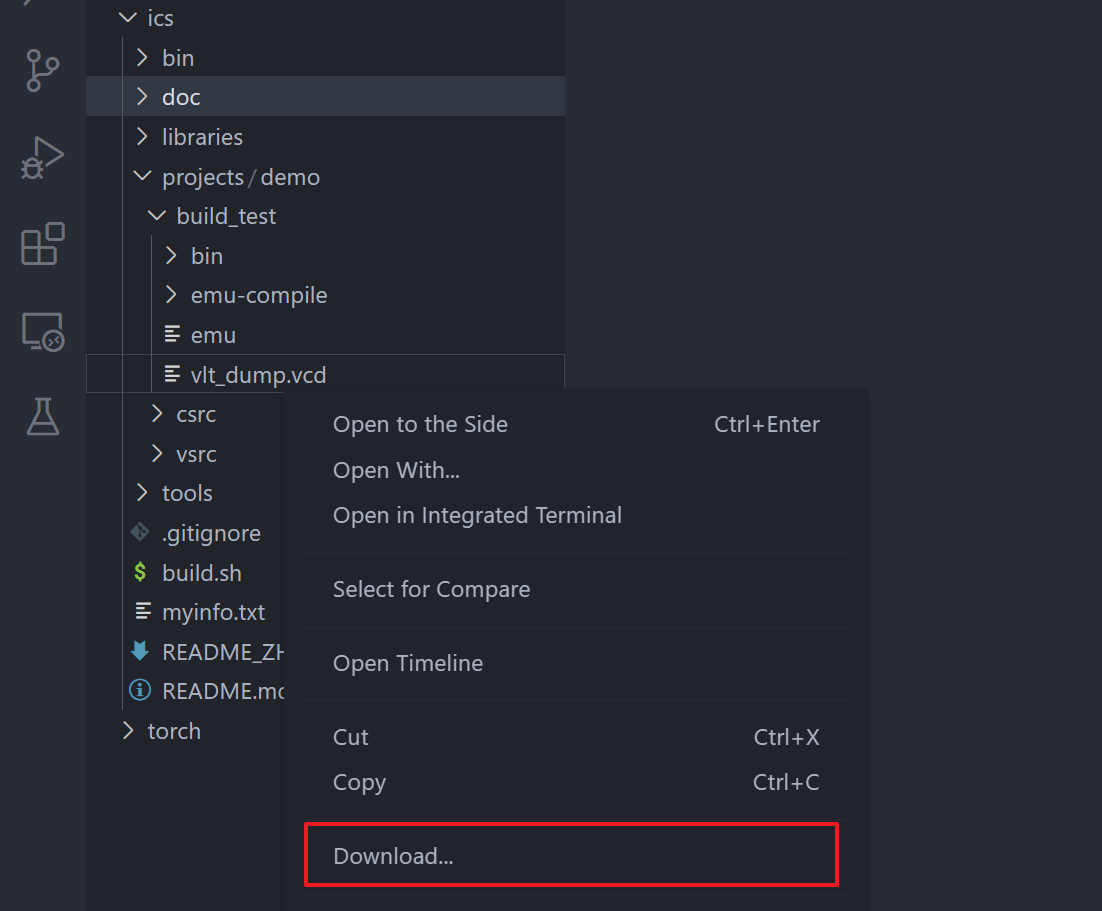 ics
bin
doc
libraries
projects / demo
build_test
bin
emu-compile
emu
vlt_dump.vcd
csrc
vsrc
tools
.gitignore
build.sh
myinfo.txt
README_ZH
README.md
torch
Open to the Side Ctrl+Enter
Open With...
Open in Integrated Terminal
Select for Compare
Open Timeline
Cut Ctrl+X
Copy Ctrl+C
Download...